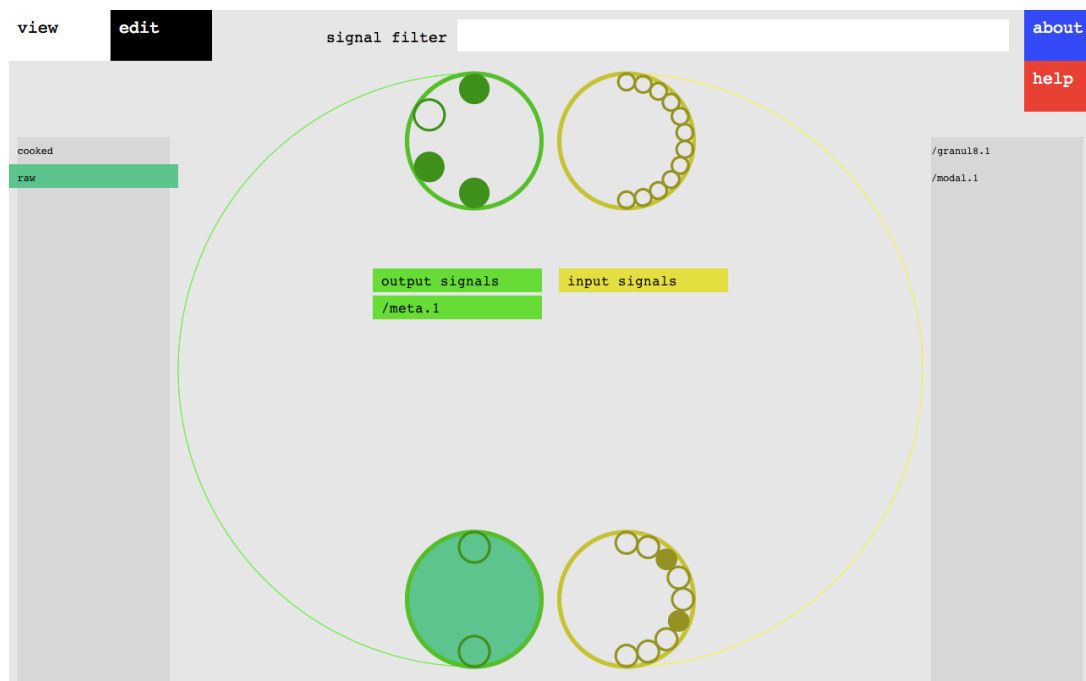 view
edit
signal filter
about
help
cooked
raw
/granul8.1
/modal.1
output signals
input signals
/meta.1